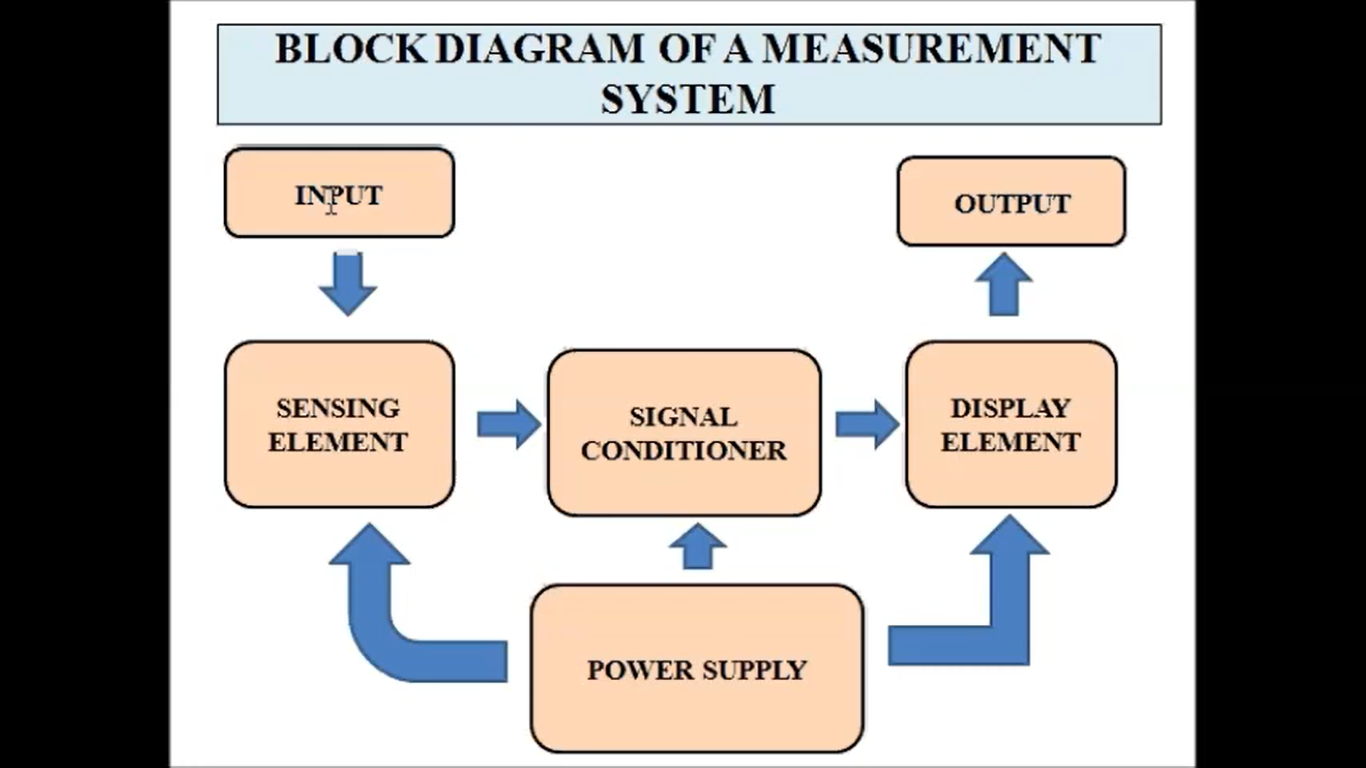 BLOCK DIAGRAM OF A MEASUREMENT
SYSTEM
INPUT
OUTPUT
SENSING
ELEMENT
SIGNAL
CONDITIONER
DISPLAY
ELEMENT
POWER SUPPLY